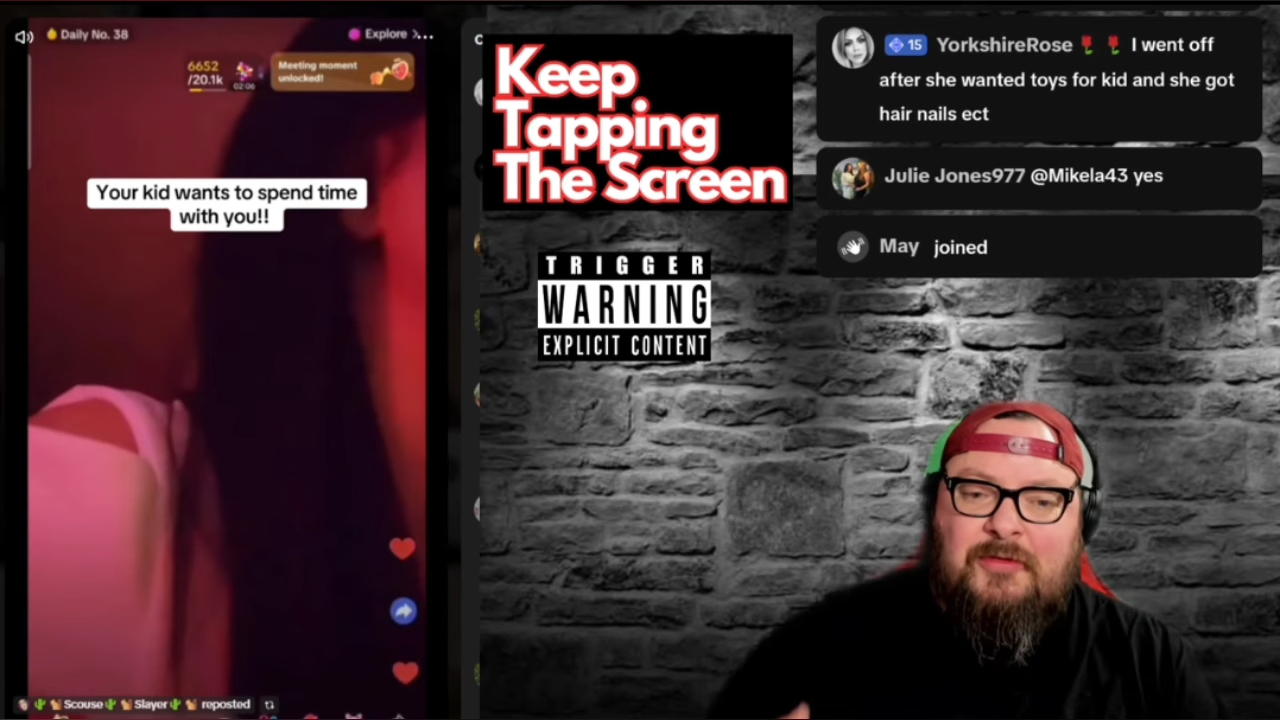 Daily No. 38
Explore
6652
/20.1k
02:06
Meeting moment
unlocked!
Your kid wants to spend time
with you!!
Scouse Slayer reposted
Keep
Tapping
The Screen
TRIGGER
WARNING
EXPLICIT CONTENT
15 YorkshireRose I went off
after she wanted toys for kid and she got
hair nails ect
Julie Jones977 @Mikela43 yes
May joined